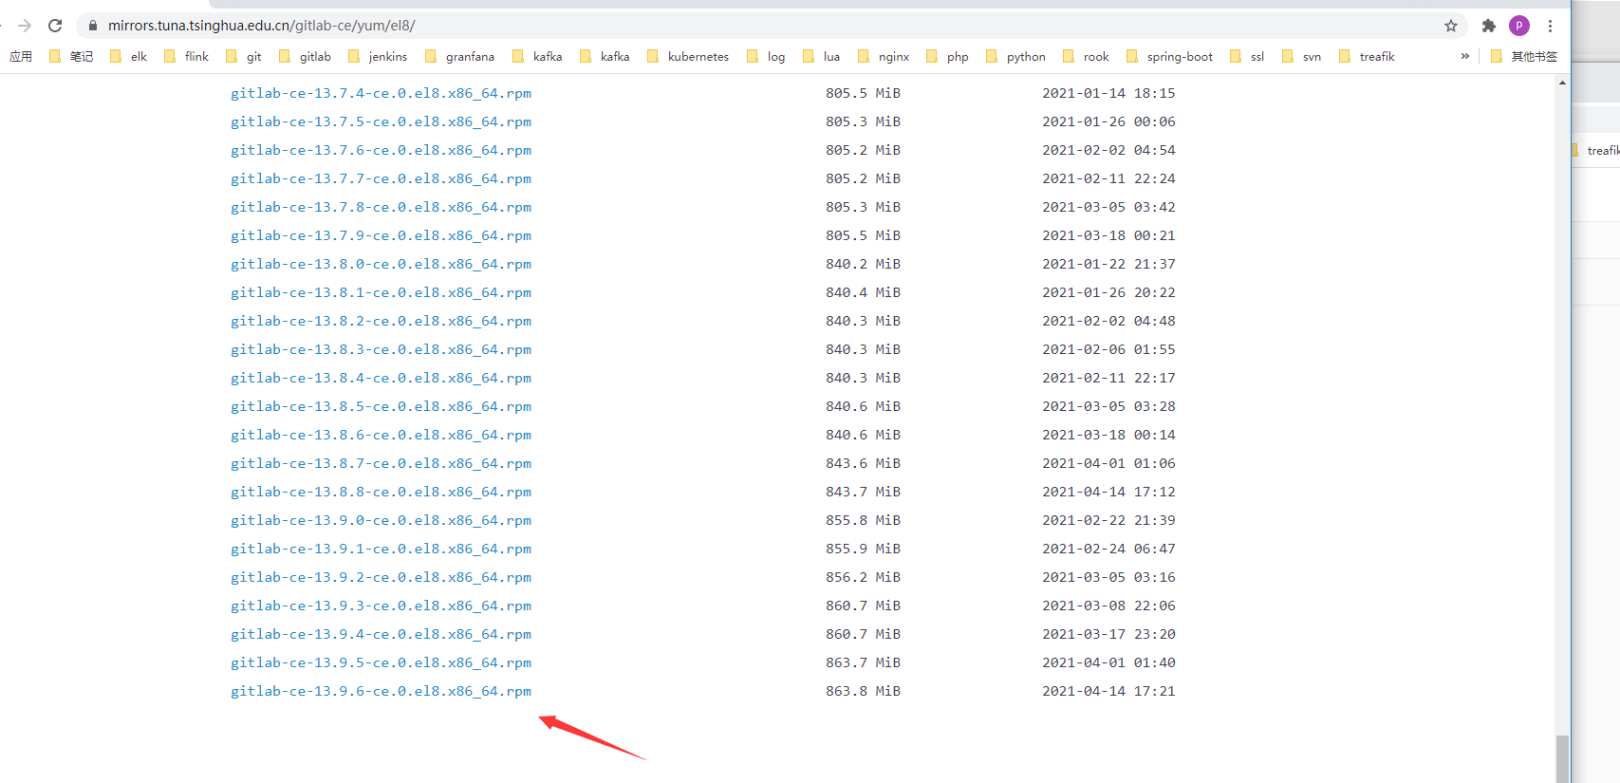 mirrors.tuna.tsinghua.edu.cn/gitlab-ce/yum/el8/ p
应用 笔记 elk flink git gitlab jenkins granfana kafka kafka kubernetes log lua nginx php python rook spring-boot ssl svn treafik » 其他书签
gitlab-ce-13.7.4-ce.0.el8.x86_64.rpm 805.5 MiB 2021-01-14 18:15
gitlab-ce-13.7.5-ce.0.el8.x86_64.rpm 805.3 MiB 2021-01-26 00:06
gitlab-ce-13.7.6-ce.0.el8.x86_64.rpm 805.2 MiB 2021-02-02 04:54
treafik
gitlab-ce-13.7.7-ce.0.el8.x86_64.rpm 805.2 MiB 2021-02-11 22:24
gitlab-ce-13.7.8-ce.0.el8.x86_64.rpm 805.3 MiB 2021-03-05 03:42
gitlab-ce-13.7.9-ce.0.el8.x86_64.rpm 805.5 MiB 2021-03-18 00:21
gitlab-ce-13.8.0-ce.0.el8.x86_64.rpm 840.2 MiB 2021-01-22 21:37
gitlab-ce-13.8.1-ce.0.el8.x86_64.rpm 840.4 MiB 2021-01-26 20:22
gitlab-ce-13.8.2-ce.0.el8.x86_64.rpm 840.3 MiB 2021-02-02 04:48
gitlab-ce-13.8.3-ce.0.el8.x86_64.rpm 840.3 MiB 2021-02-06 01:55
gitlab-ce-13.8.4-ce.0.el8.x86_64.rpm 840.3 MiB 2021-02-11 22:17
gitlab-ce-13.8.5-ce.0.el8.x86_64.rpm 840.6 MiB 2021-03-05 03:28
gitlab-ce-13.8.6-ce.0.el8.x86_64.rpm 840.6 MiB 2021-03-18 00:14
gitlab-ce-13.8.7-ce.0.el8.x86_64.rpm 843.6 MiB 2021-04-01 01:06
gitlab-ce-13.8.8-ce.0.el8.x86_64.rpm 843.7 MiB 2021-04-14 17:12
gitlab-ce-13.9.0-ce.0.el8.x86_64.rpm 855.8 MiB 2021-02-22 21:39
gitlab-ce-13.9.1-ce.0.el8.x86_64.rpm 855.9 MiB 2021-02-24 06:47
gitlab-ce-13.9.2-ce.0.el8.x86_64.rpm 856.2 MiB 2021-03-05 03:16
gitlab-ce-13.9.3-ce.0.el8.x86_64.rpm 860.7 MiB 2021-03-08 22:06
gitlab-ce-13.9.4-ce.0.el8.x86_64.rpm 860.7 MiB 2021-03-17 23:20
gitlab-ce-13.9.5-ce.0.el8.x86_64.rpm 863.7 MiB 2021-04-01 01:40
gitlab-ce-13.9.6-ce.0.el8.x86_64.rpm 863.8 MiB 2021-04-14 17:21